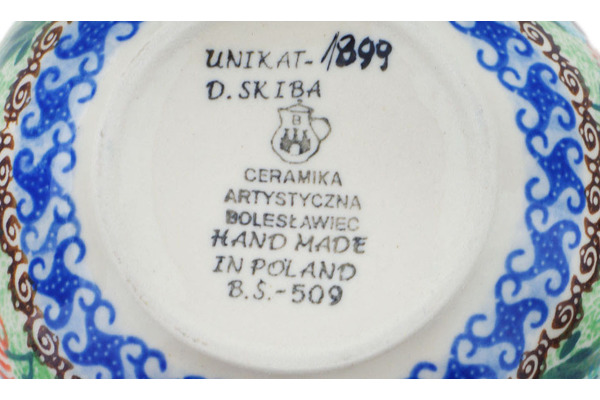 UNIKAT-1899
D. SKIBA
B
CERAMIKA
ARTYSTYCZNA
BOLESŁAWIEC
HAND MADE
IN POLAND
B.S.-509